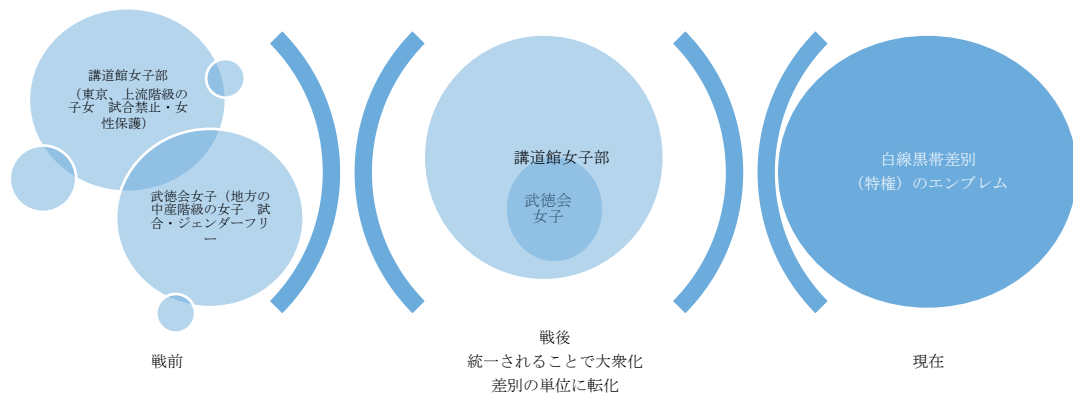 講道館女子部
（東京、上流階級の
子女　試合禁止・女
性保護）
武徳会女子（地方の
中産階級の女子　試
合・ジェンダーフリ
ー
戦前
講道館女子部
武徳会
女子
戦後
統一されることで大衆化
差別の単位に転化
白線黒帯差別
（特権）のエンブレム
現在